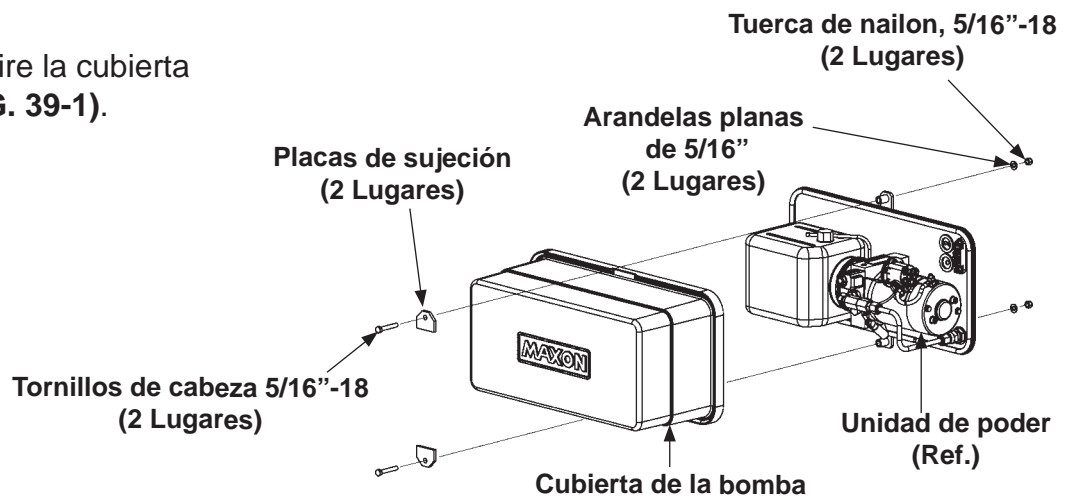 Tuerca de nailon, 5/16”-18
(2 Lugares)
ire la cubierta
. 39-1).
Arandelas planas
de 5/16”
(2 Lugares)
Placas de sujeción
(2 Lugares)
MAXON
Tornillos de cabeza 5/16”-18
(2 Lugares)
Unidad de poder
(Ref.)
Cubierta de la bomba